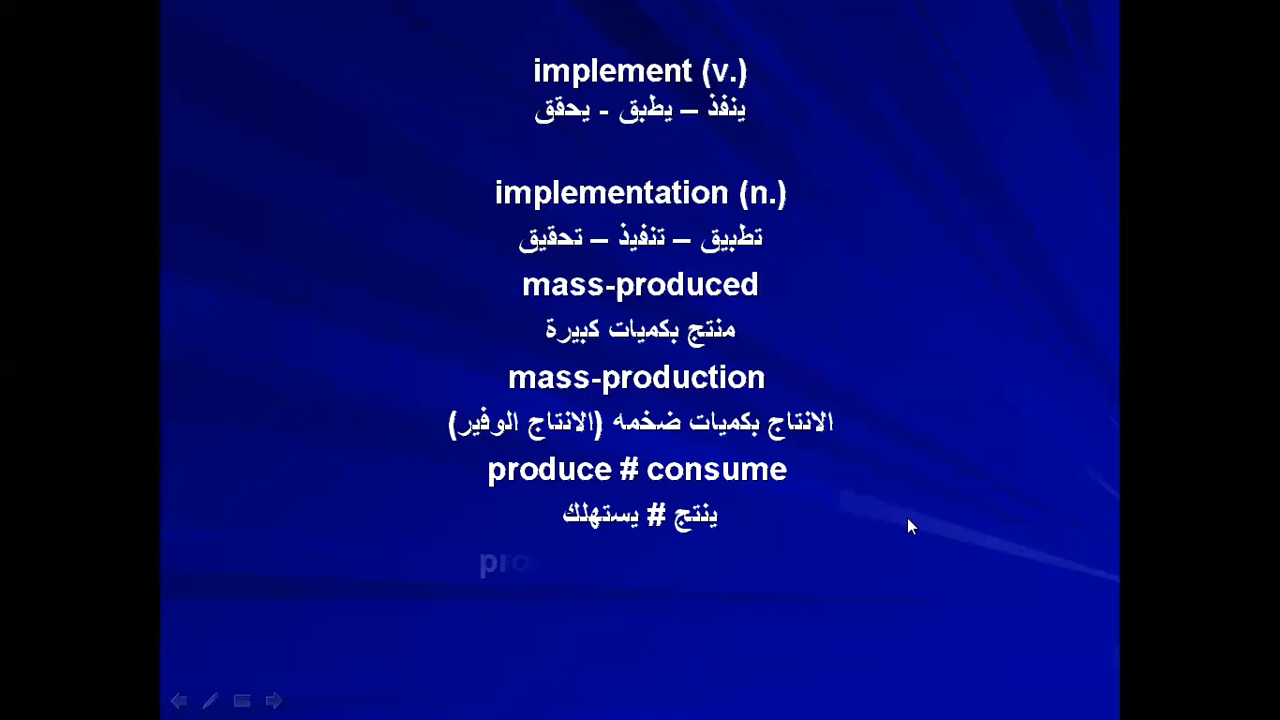 implement (v.)
ينفذ – يطبق - يحقق
implementation (n.)
تطبيق – تنفيذ – تحقيق
mass-produced
منتج بكميات كبيرة
mass-production
الانتاج بكميات ضخمه (الانتاج الوفير)
produce # consume
ينتج # يستهلك